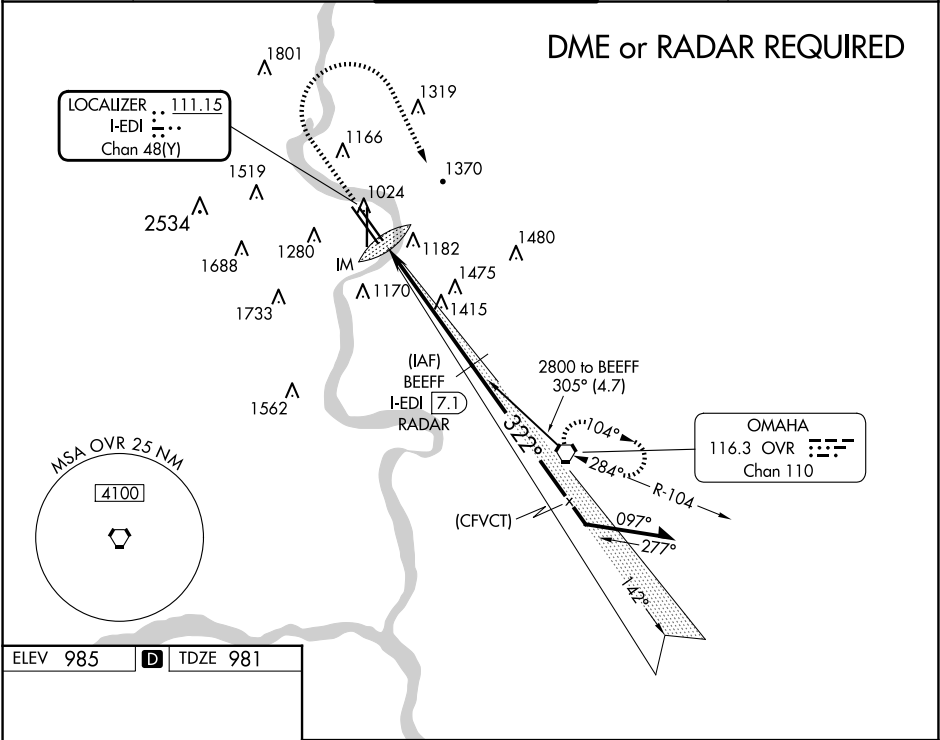 DME or RADAR REQUIRED
1801
1319
LOCALIZER 111.15
I-EDI
Chan 48(Y)
1166
1370
1519
1024
2534
1280
1182
1480
1688
IM
1475
1170
1733
1415
(IAF)
BEEFF
I-EDI 7.1
RADAR
2800 to BEEFF
305° (4.7)
1562
322°
104°
284°
R-104
OMAHA
116.3 OVR
Chan 110
MSA OVR 25 NM
4100
(CFVCT)
097°
277°
142°
ELEV 985 D TDZE 981